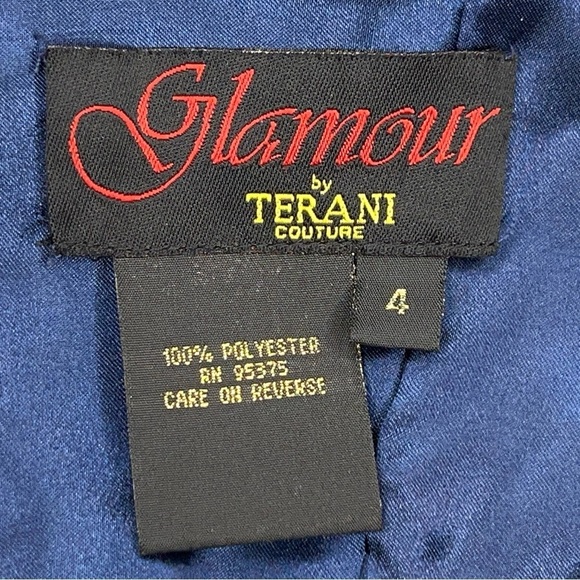 Glamour
by
TERANI
COUTURE
4
100% POLYESTER
RN 95375
CARE ON REVERSE